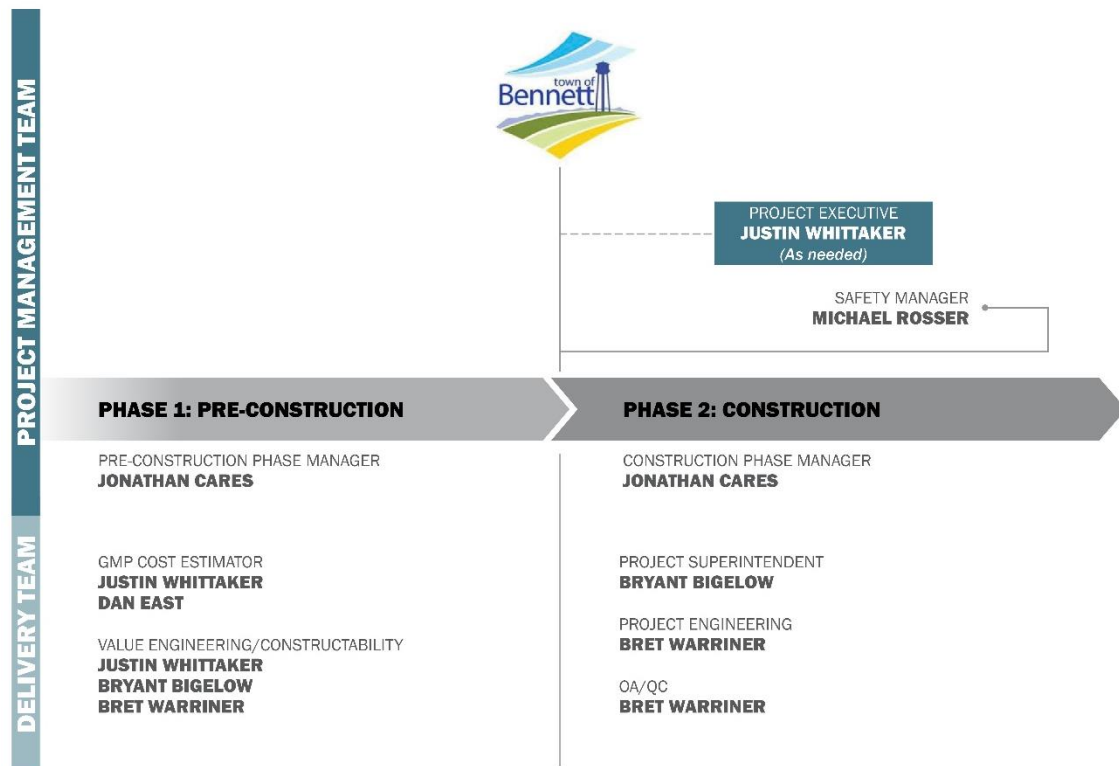 PROJECT MANAGEMENT TEAM
DELIVERY TEAM
town of
Bennett
PROJECT EXECUTIVE
JUSTIN WHITTAKER
(As needed)
SAFETY MANAGER
MICHAEL ROSSER
PHASE 1: PRE-CONSTRUCTION
PHASE 2: CONSTRUCTION
PRE-CONSTRUCTION PHASE MANAGER
JONATHAN CARES
GMP COST ESTIMATOR
JUSTIN WHITTAKER
DAN EAST
VALUE ENGINEERING/CONSTRUCTABILITY
JUSTIN WHITTAKER
BRYANT BIGELOW
BRET WARRINER
CONSTRUCTION PHASE MANAGER
JONATHAN CARES
PROJECT SUPERINTENDENT
BRYANT BIGELOW
PROJECT ENGINEERING
BRET WARRINER
OA/QC
BRET WARRINER